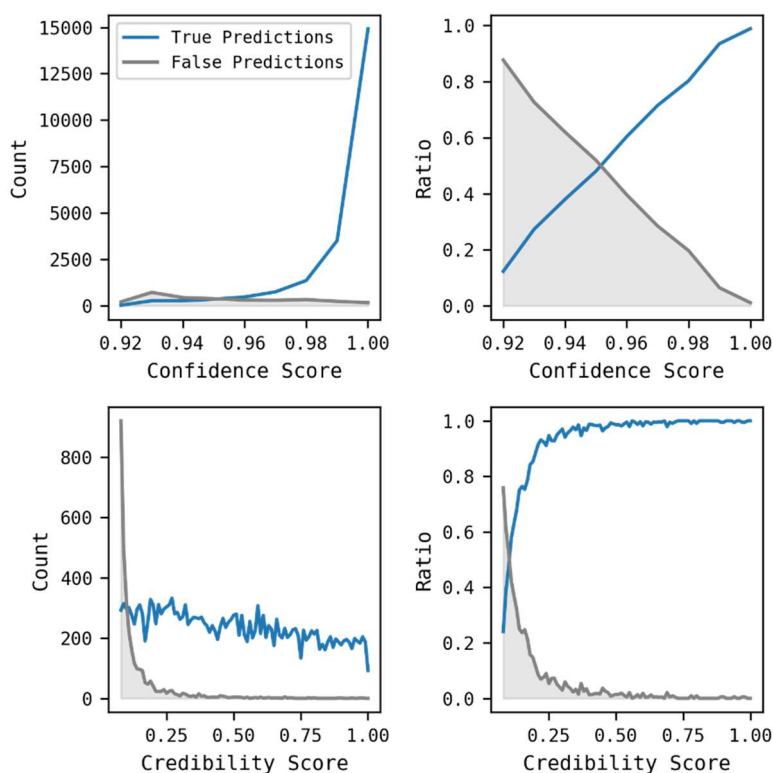 15000
12500
10000
7500
5000
2500
0
Count
True Predictions
False Predictions
0.92 0.94 0.96 0.98 1.00
Confidence Score
1.0
0.8
0.6
0.4
0.2
0.0
Ratio
0.92 0.94 0.96 0.98 1.00
Confidence Score
800
600
400
200
0
Count
0.25 0.50 0.75 1.00
Credibility Score
1.0
0.8
0.6
0.4
0.2
0.0
Ratio
0.25 0.50 0.75 1.00
Credibility Score